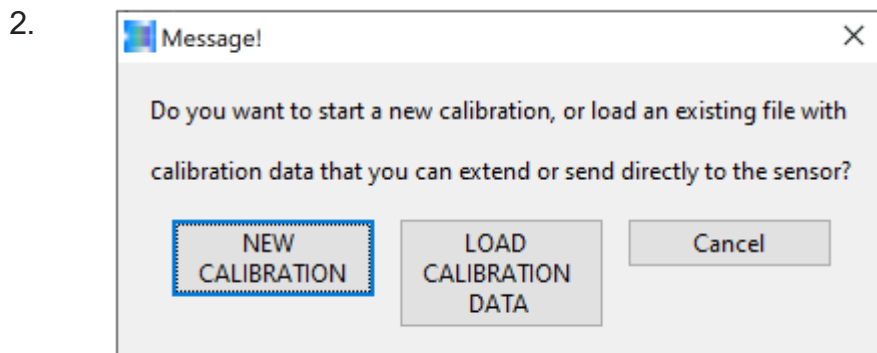 2.
Message!
Do you want to start a new calibration, or load an existing file with
calibration data that you can extend or send directly to the sensor?
NEW
CALIBRATION
LOAD
CALIBRATION
DATA
Cancel